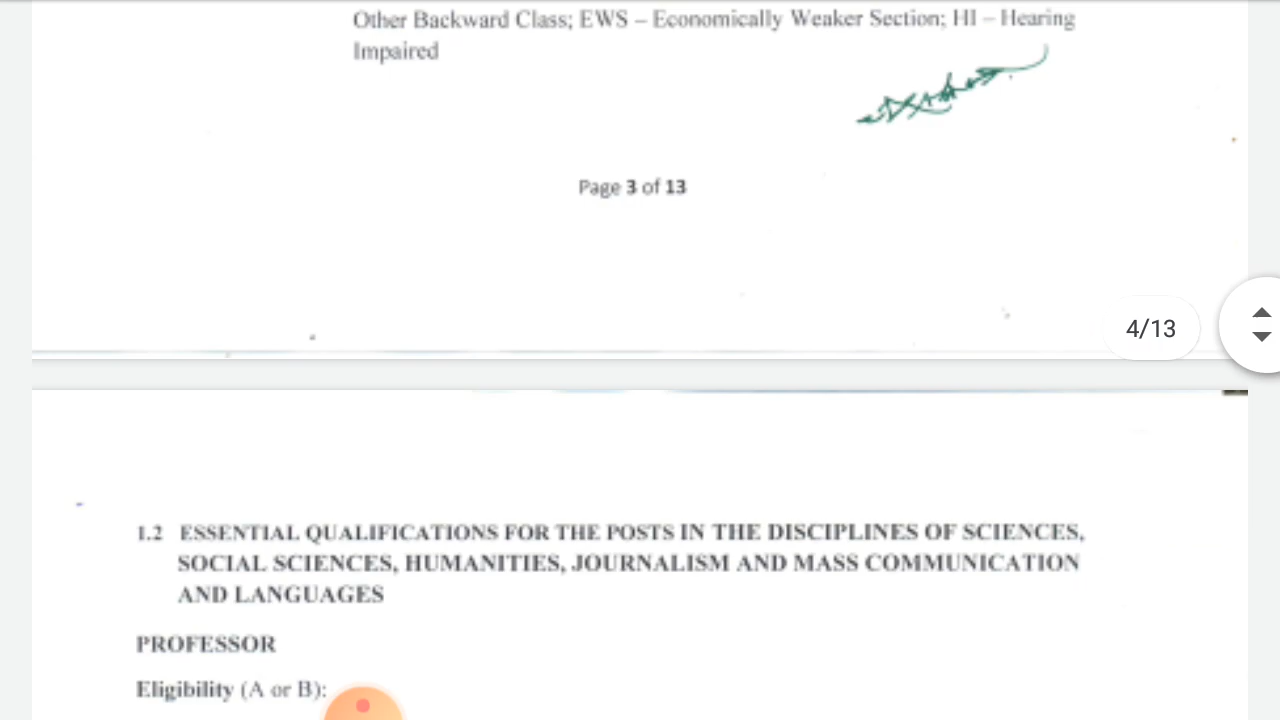 Other Backward Class; EWS – Economically Weaker Section; HI – Hearing
Impaired
Page 3 of 13
4/13
1.2 ESSENTIAL QUALIFICATIONS FOR THE POSTS IN THE DISCIPLINES OF SCIENCES,
SOCIAL SCIENCES, HUMANITIES, JOURNALISM AND MASS COMMUNICATION
AND LANGUAGES
PROFESSOR
Eligibility (A or B):